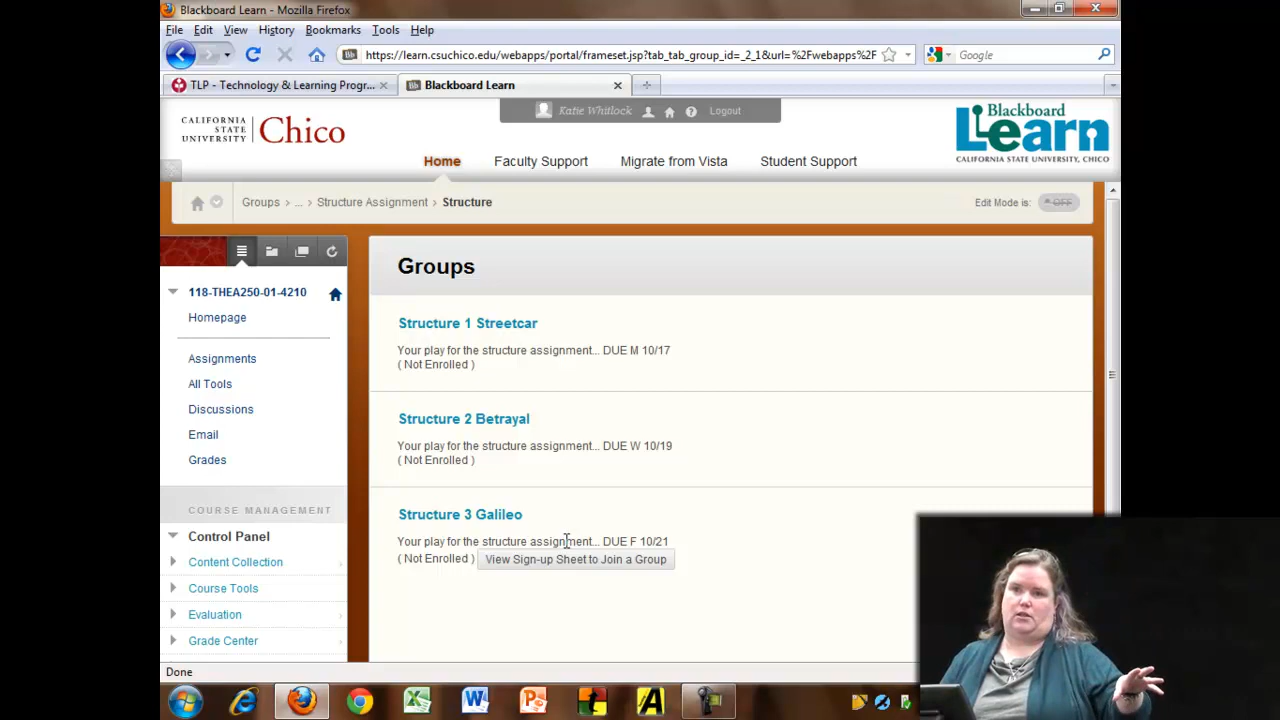 Blackboard Learn - Mozilla Firefox
File Edit View History Bookmarks Tools Help
https://learn.csuchico.edu/webapps/portal/frameset.jsp?tab_tab_group_id=_2_1&url=%2Fwebapps%2F
Google
TLP - Technology & Learning Progr...
Blackboard Learn
Katie Whitlock
Logout
CALIFORNIA STATE UNIVERSITY, Chico
Blackboard
Learn
CALIFORNIA STATE UNIVERSITY, CHICO
Home Faculty Support Migrate from Vista Student Support
Groups > ... > Structure Assignment > Structure
Edit Mode is: OFF
118-THEA250-01-4210
Homepage
Assignments
All Tools
Discussions
Email
Grades
COURSE MANAGEMENT
Control Panel
Content Collection
Course Tools
Evaluation
Grade Center
Groups
Structure 1 Streetcar
Your play for the structure assignment... DUE M 10/17
( Not Enrolled )
Structure 2 Betrayal
Your play for the structure assignment... DUE W 10/19
( Not Enrolled )
Structure 3 Galileo
Your play for the structure assignment... DUE F 10/21
( Not Enrolled ) View Sign-up Sheet to Join a Group
Done